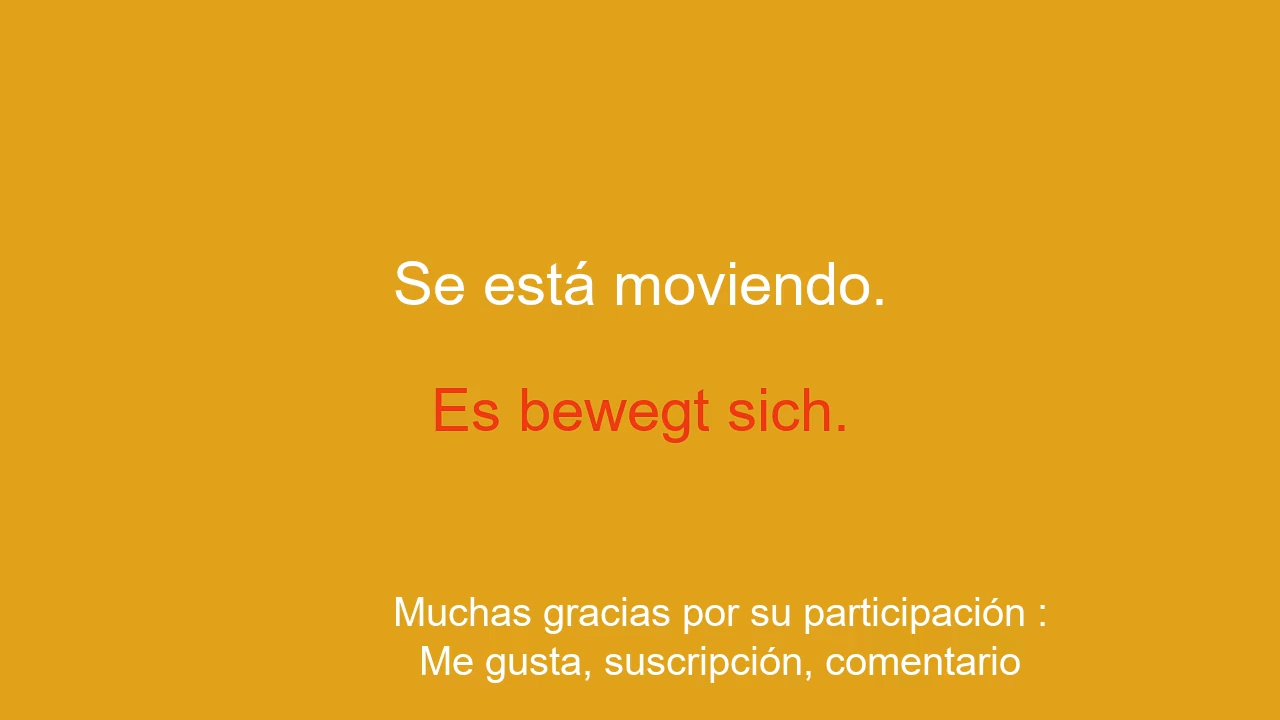 Se está moviendo.
Es bewegt sich.
Muchas gracias por su participación :
Me gusta, suscripción, comentario